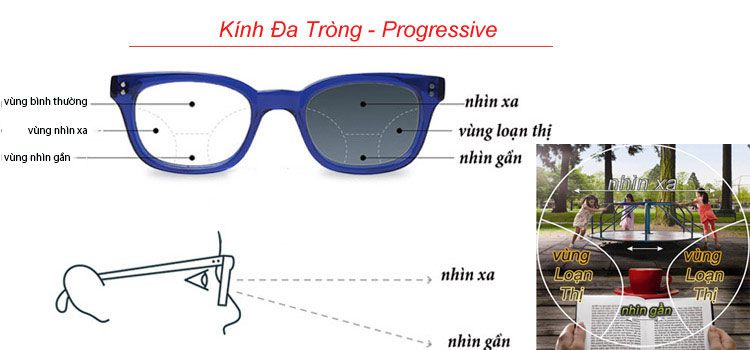 Kính Đa Tròng - Progressive
vùng bình thường
nhìn xa
vùng nhìn xa
vùng loạn thị
vùng nhìn gần
nhìn gần
nhìn xa
vùng
Loạn
Thị
vùng
Loạn
Thị
nhìn gần
nhìn xa
nhìn gần